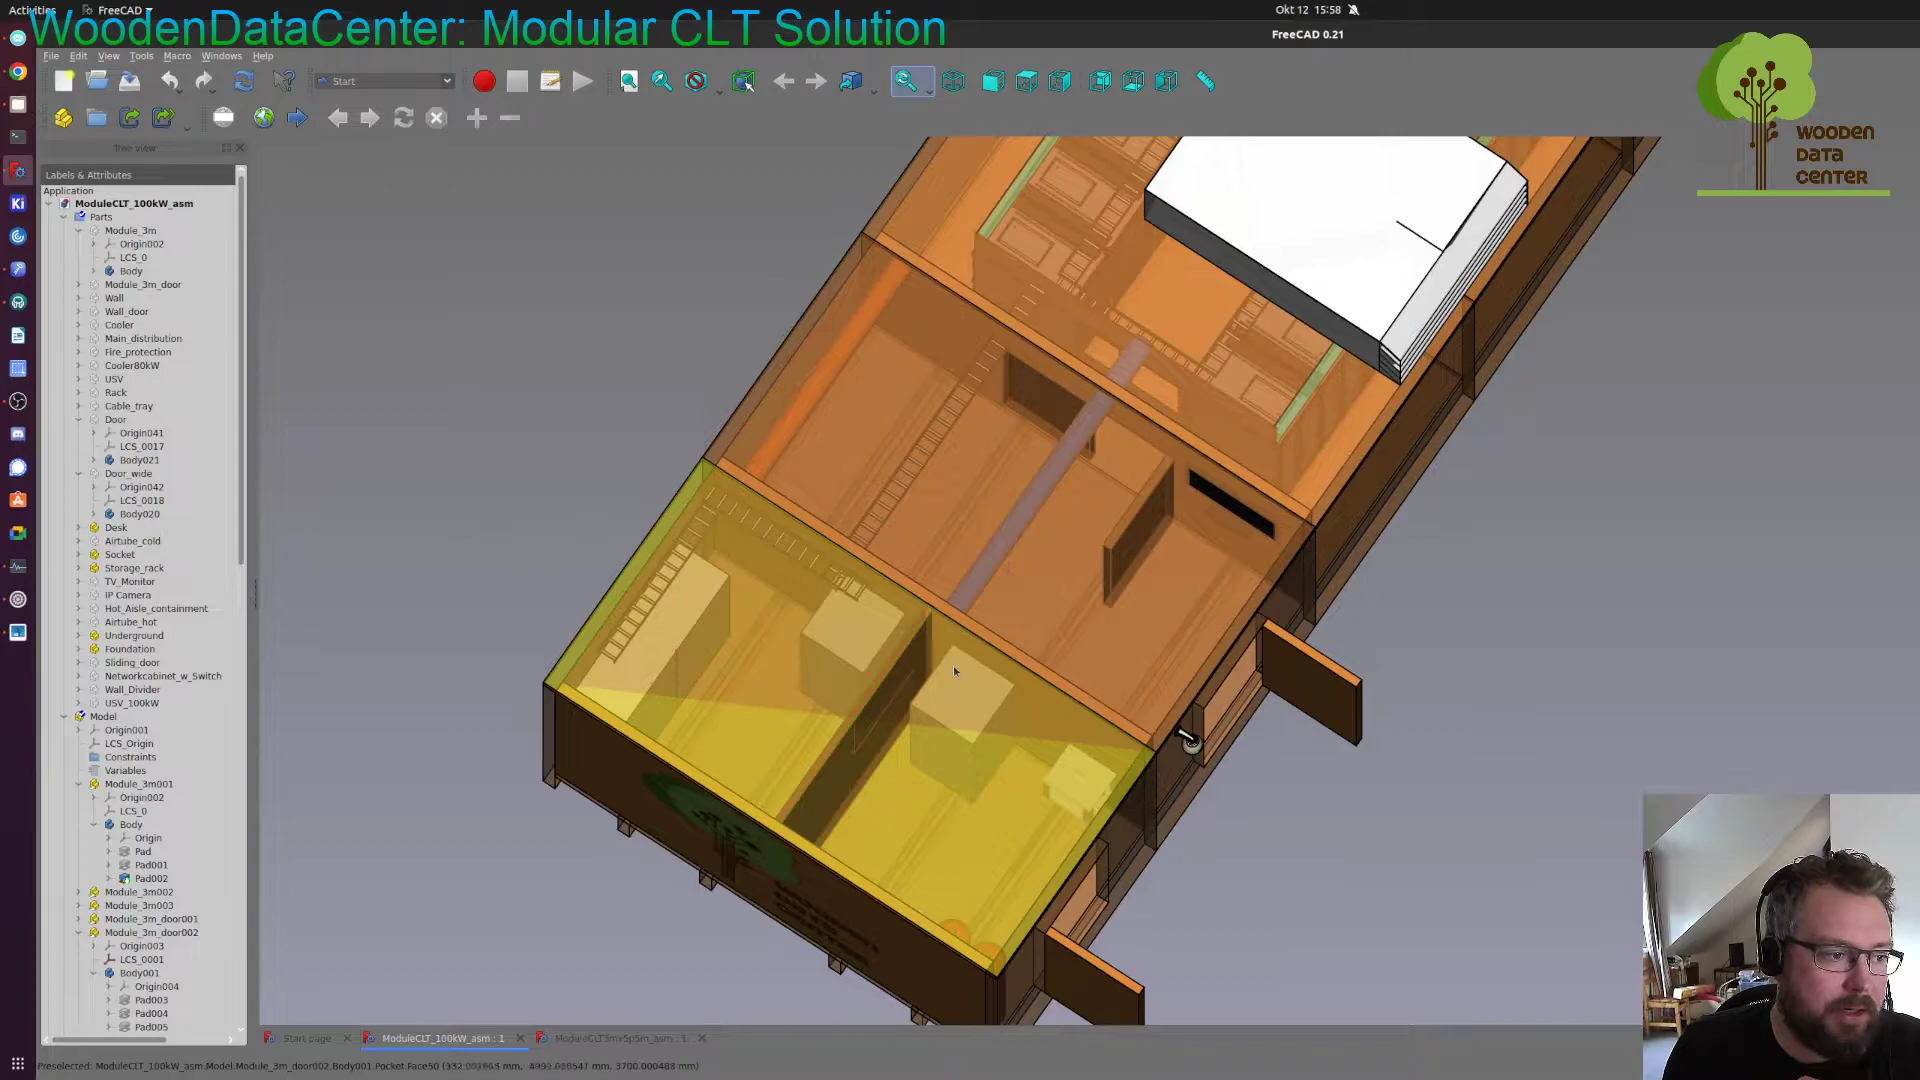 Activities
FreeCAD
Okt 12 15:58
WoodenDataCenter: Modular CLT Solution
FreeCAD 0.21
File Edit View Tools Macro Windows Help
Start
WOODEN
DATA
CENTER
Tree view
Labels & Attributes
Application
ModuleCLT_100kW_asm
Parts
Module_3m
Origin002
LCS_0
Body
Module_3m_door
Wall
Wall_door
Cooler
Main_distribution
Fire_protection
Cooler80kW
USV
Rack
Cable_tray
Door
Origin041
LCS_0017
Body021
Door_wide
Origin042
LCS_0018
Body020
Desk
Airtube_cold
Socket
Storage_rack
TV_Monitor
IP Camera
Hot_Aisle_containment
Airtube_hot
Underground
Foundation
Sliding_door
Networkcabinet_w_Switch
Wall_Divider
USV_100kW
Model
Origin001
LCS_Origin
Constraints
Variables
Module_3m001
Origin002
LCS_0
Body
Origin
Pad
Pad001
Pad002
Module_3m002
Module_3m003
Module_3m_door001
Module_3m_door002
Origin003
LCS_0001
Body001
Origin004
Pad003
Pad004
Pad005
Start page
ModuleCLT_100kW_asm : 1
ModuleCLT3mx5p5m_asm : 1